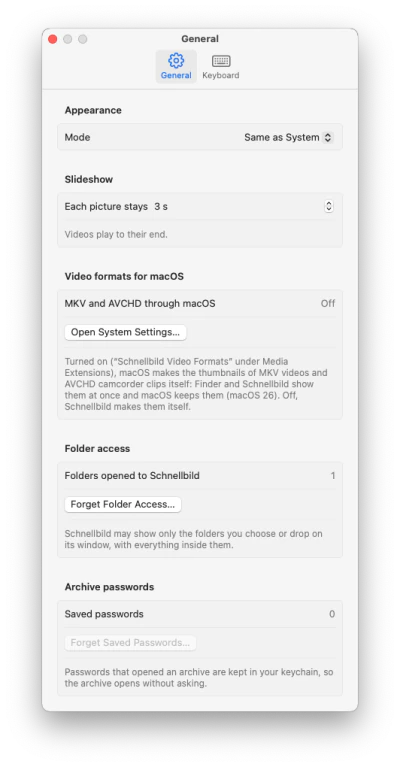 General
General
Keyboard
Appearance
Mode
Same as System
Slideshow
Each picture stays 3 s
Videos play to their end.
Video formats for macOS
MKV and AVCHD through macOS
Off
Open System Settings...
Turned on (“Schnellbild Video Formats” under Media
Extensions), macOS makes the thumbnails of MKV videos and
AVCHD camcorder clips itself: Finder and Schnellbild show
them at once and macOS keeps them (macOS 26). Off,
Schnellbild makes them itself.
Folder access
Folders opened to Schnellbild
1
Forget Folder Access...
Schnellbild may show only the folders you choose or drop on
its window, with everything inside them.
Archive passwords
Saved passwords
0
Forget Saved Passwords...
Passwords that opened an archive are kept in your keychain, so
the archive opens without asking.